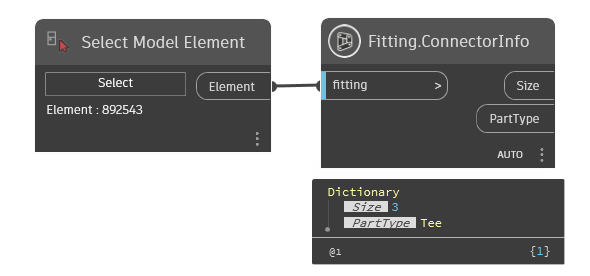 Select Model Element
Select
Element
Element : 892543
Fitting.ConnectorInfo
fitting >
Size
PartType
AUTO
Dictionary
Size 3
PartType Tee
@1 {1}